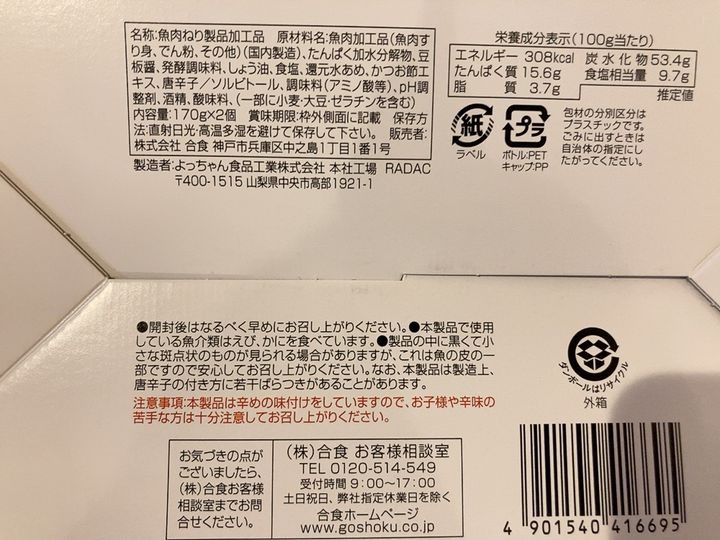 名称:魚肉ねり製品加工品 原材料名:魚肉加工品(魚肉すり
り身、でん粉、その他)(国内製造)、たんぱく加水分解物、豆
板醤、発酵調味料、しょう油、食塩、還元水あめ、かつお節エ
キス、唐辛子/ソルビトール、調味料(アミノ酸等)、pH調
整剤、酒精、酸味料、(一部に小麦・大豆・ゼラチンを含む)
内容量:170g×2個 賞味期限:枠外側面に記載 保存方
法:直射日光・高温多湿を避けて保存して下さい。 販売者:
株式会社 合食 神戸市兵庫区中之島1丁目1番1号
製造者:よっちゃん食品工業株式会社 本社工場 RADAC
〒400-1515 山梨県中央市高部1921-1
栄養成分表示(100g当たり)
エネルギー 308kcal 炭水化物 53.4g
たんぱく質 15.6g 食塩相当量 9.7g
脂質 3.7g
推定値
紙
ラベル
プラ
ボトル:PET
キャップ:PP
包材の分別区分は
プラスチックです。
ごみに出すときは
自治体の指定にし
たがってください。
●開封後はなるべく早めにお召し上がりください。●本製品で使用
している魚介類はえび、かにを食べています。●製品の中に黒くて小
さな斑点状のものが見られる場合がありますが、これは魚の皮の一
部ですので安心してお召し上がりください。なお、本製品は製造上、
唐辛子の付き方に若干ばらつきがあることがあります。
注意事項:本製品は辛めの味付けをしていますので、お子様や辛味の
苦手な方は十分注意してお召し上がりください。
ダンボールはリサイクル
外箱
お気づきの点が
ございましたら、
(株)合食お客様
相談室までお問
合せください。
(株)合食 お客様相談室
TEL 0120-514-549
受付時間 9:00~17:00
土日祝日、弊社指定休業日を除く
合食ホームページ
www.goshoku.co.jp
4 901540 416695